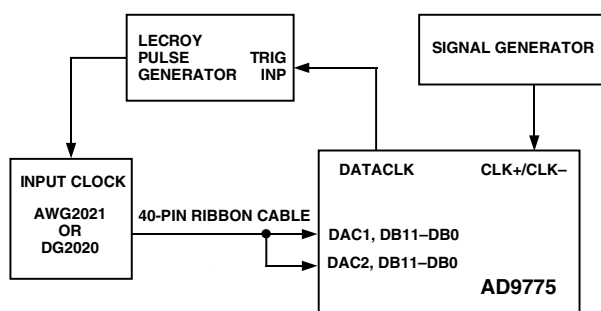 LECROY
PULSE
GENERATOR
TRIG
INP
SIGNAL GENERATOR
INPUT CLOCK
AWG2021
OR
DG2020
40-PIN RIBBON CABLE
DATACLK
CLK+/CLK–
DAC1, DB11–DB0
DAC2, DB11–DB0
AD9775